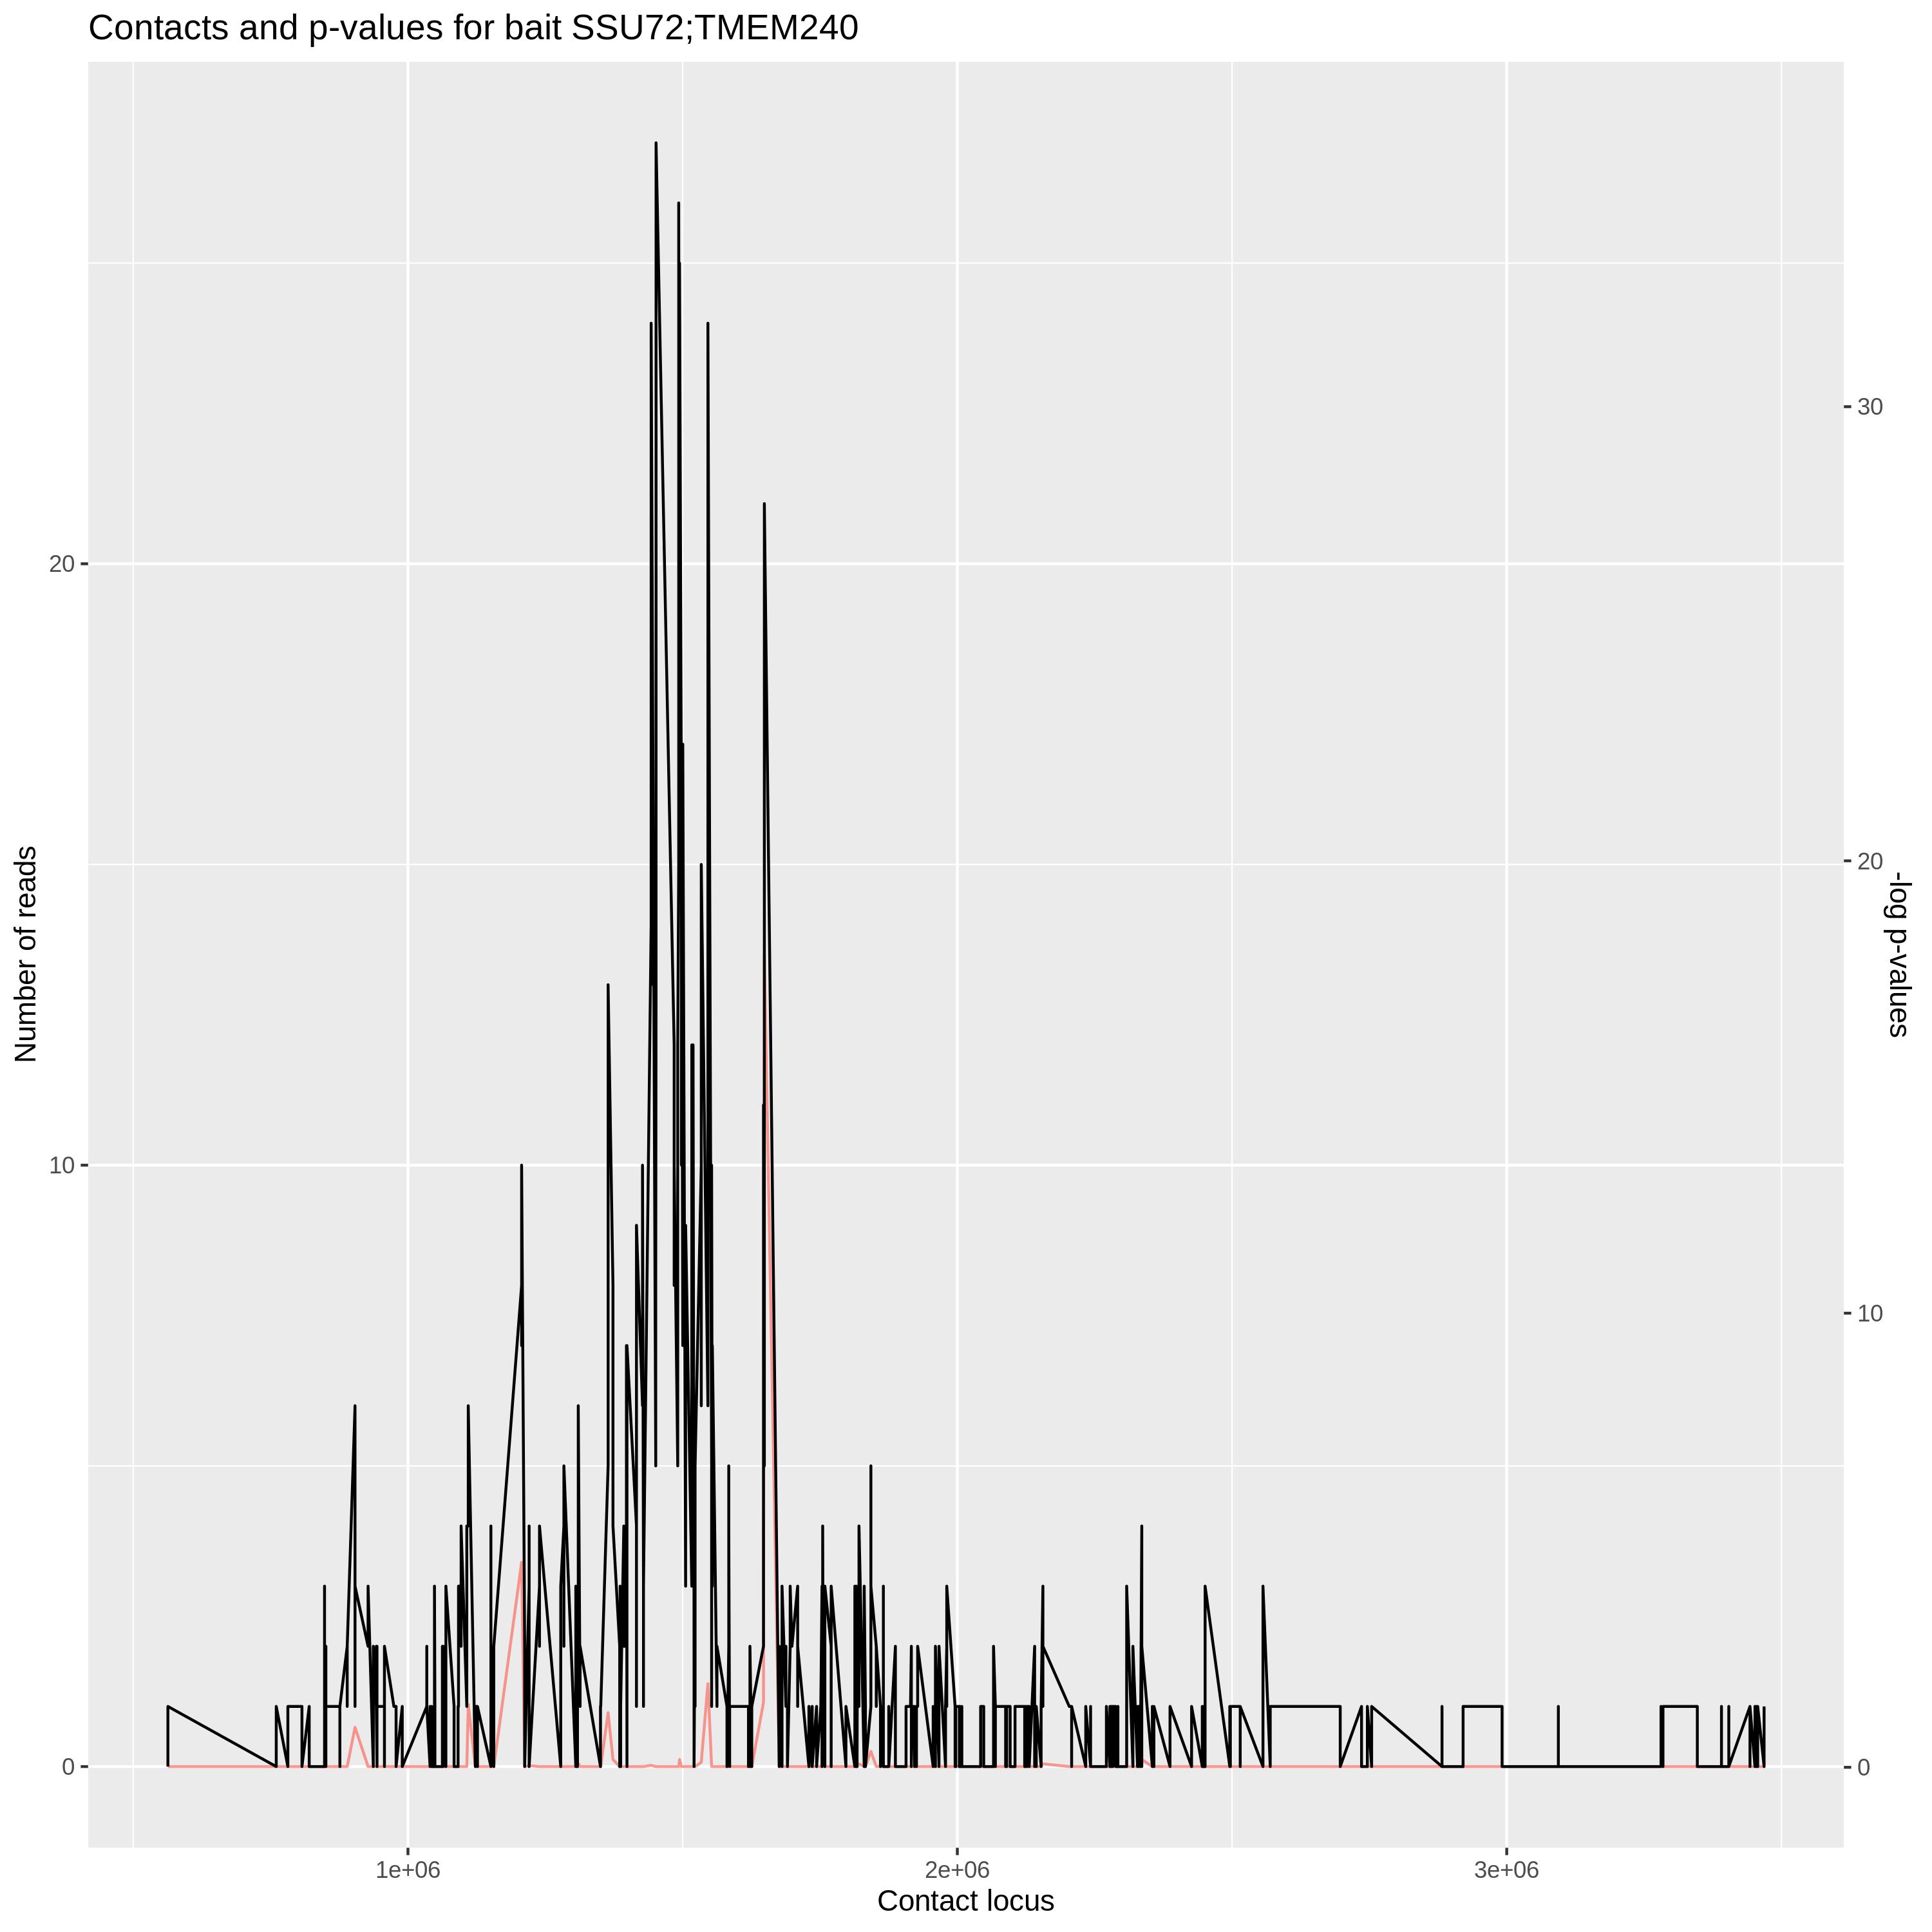 Contacts and p-values for bait SSU72;TMEM240
Number of reads
20
10
0
30
20
10
0
-log p-values
1e+06 2e+06 3e+06
Contact locus